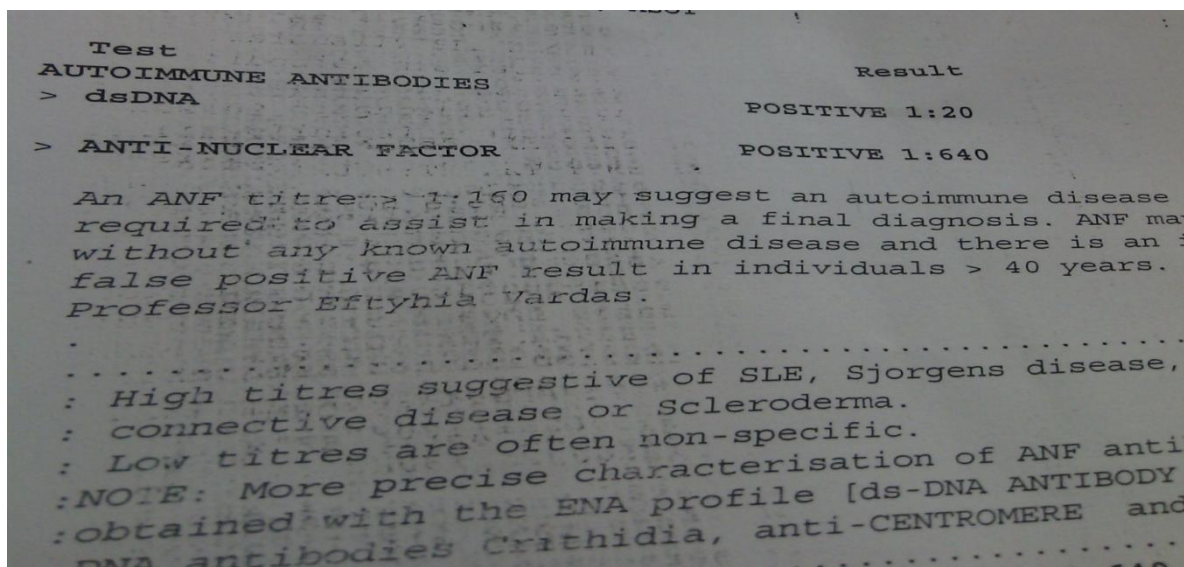 Test
Result
AUTOIMMUNE ANTIBODIES
> dsDNA POSITIVE 1:20
> ANTI-NUCLEAR FACTOR POSITIVE 1:640
An ANF titre > 1:160 may suggest an autoimmune disease
required to assist in making a final diagnosis. ANF ma
without any known autoimmune disease and there is an i
false positive ANF result in individuals > 40 years.
Professor Eftyhia Vardas.
.
: High titres suggestive of SLE, Sjorgens disease,
: connective disease or Scleroderma.
: Low titres are often non-specific.
:NOTE: More precise characterisation of ANF anti
:obtained with the ENA profile [ds-DNA ANTIBODY
DNA antibodies Crithidia, anti-CENTROMERE and